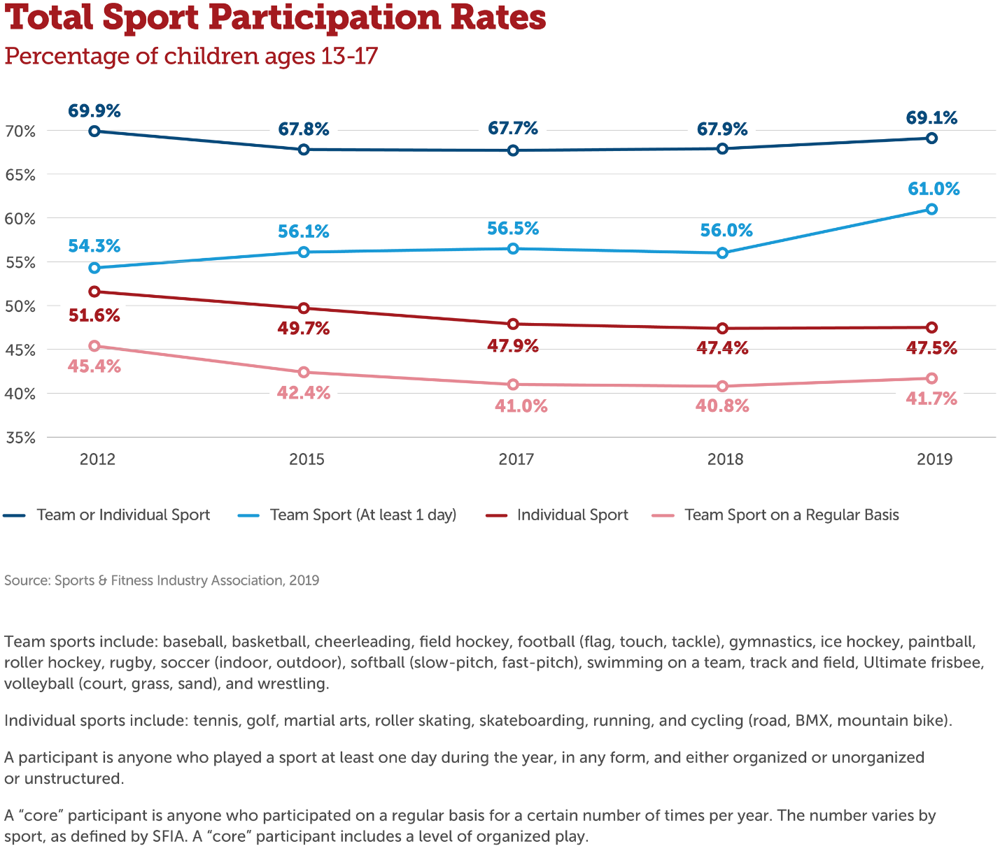 Total Sport Participation Rates
Percentage of children ages 13-17
69.9%
67.8%
67.7%
67.9%
69.1%
70%
65%
61.0%
60%
54.3%
56.1%
56.5%
56.0%
55%
50%
51.6%
49.7%
47.9%
47.4%
47.5%
45%
45.4%
42.4%
41.0%
40.8%
41.7%
40%
35%
2012 2015 2017 2018 2019
Team or Individual Sport Team Sport (At least 1 day) Individual Sport Team Sport on a Regular Basis
Source: Sports & Fitness Industry Association, 2019
Team sports include: baseball, basketball, cheerleading, field hockey, football (flag, touch, tackle), gymnastics, ice hockey, paintball,
roller hockey, rugby, soccer (indoor, outdoor), softball (slow-pitch, fast-pitch), swimming on a team, track and field, Ultimate frisbee,
volleyball (court, grass, sand), and wrestling.
Individual sports include: tennis, golf, martial arts, roller skating, skateboarding, running, and cycling (road, BMX, mountain bike).
A participant is anyone who played a sport at least one day during the year, in any form, and either organized or unorganized
or unstructured.
A “core” participant is anyone who participated on a regular basis for a certain number of times per year. The number varies by
sport, as defined by SFIA. A “core” participant includes a level of organized play.